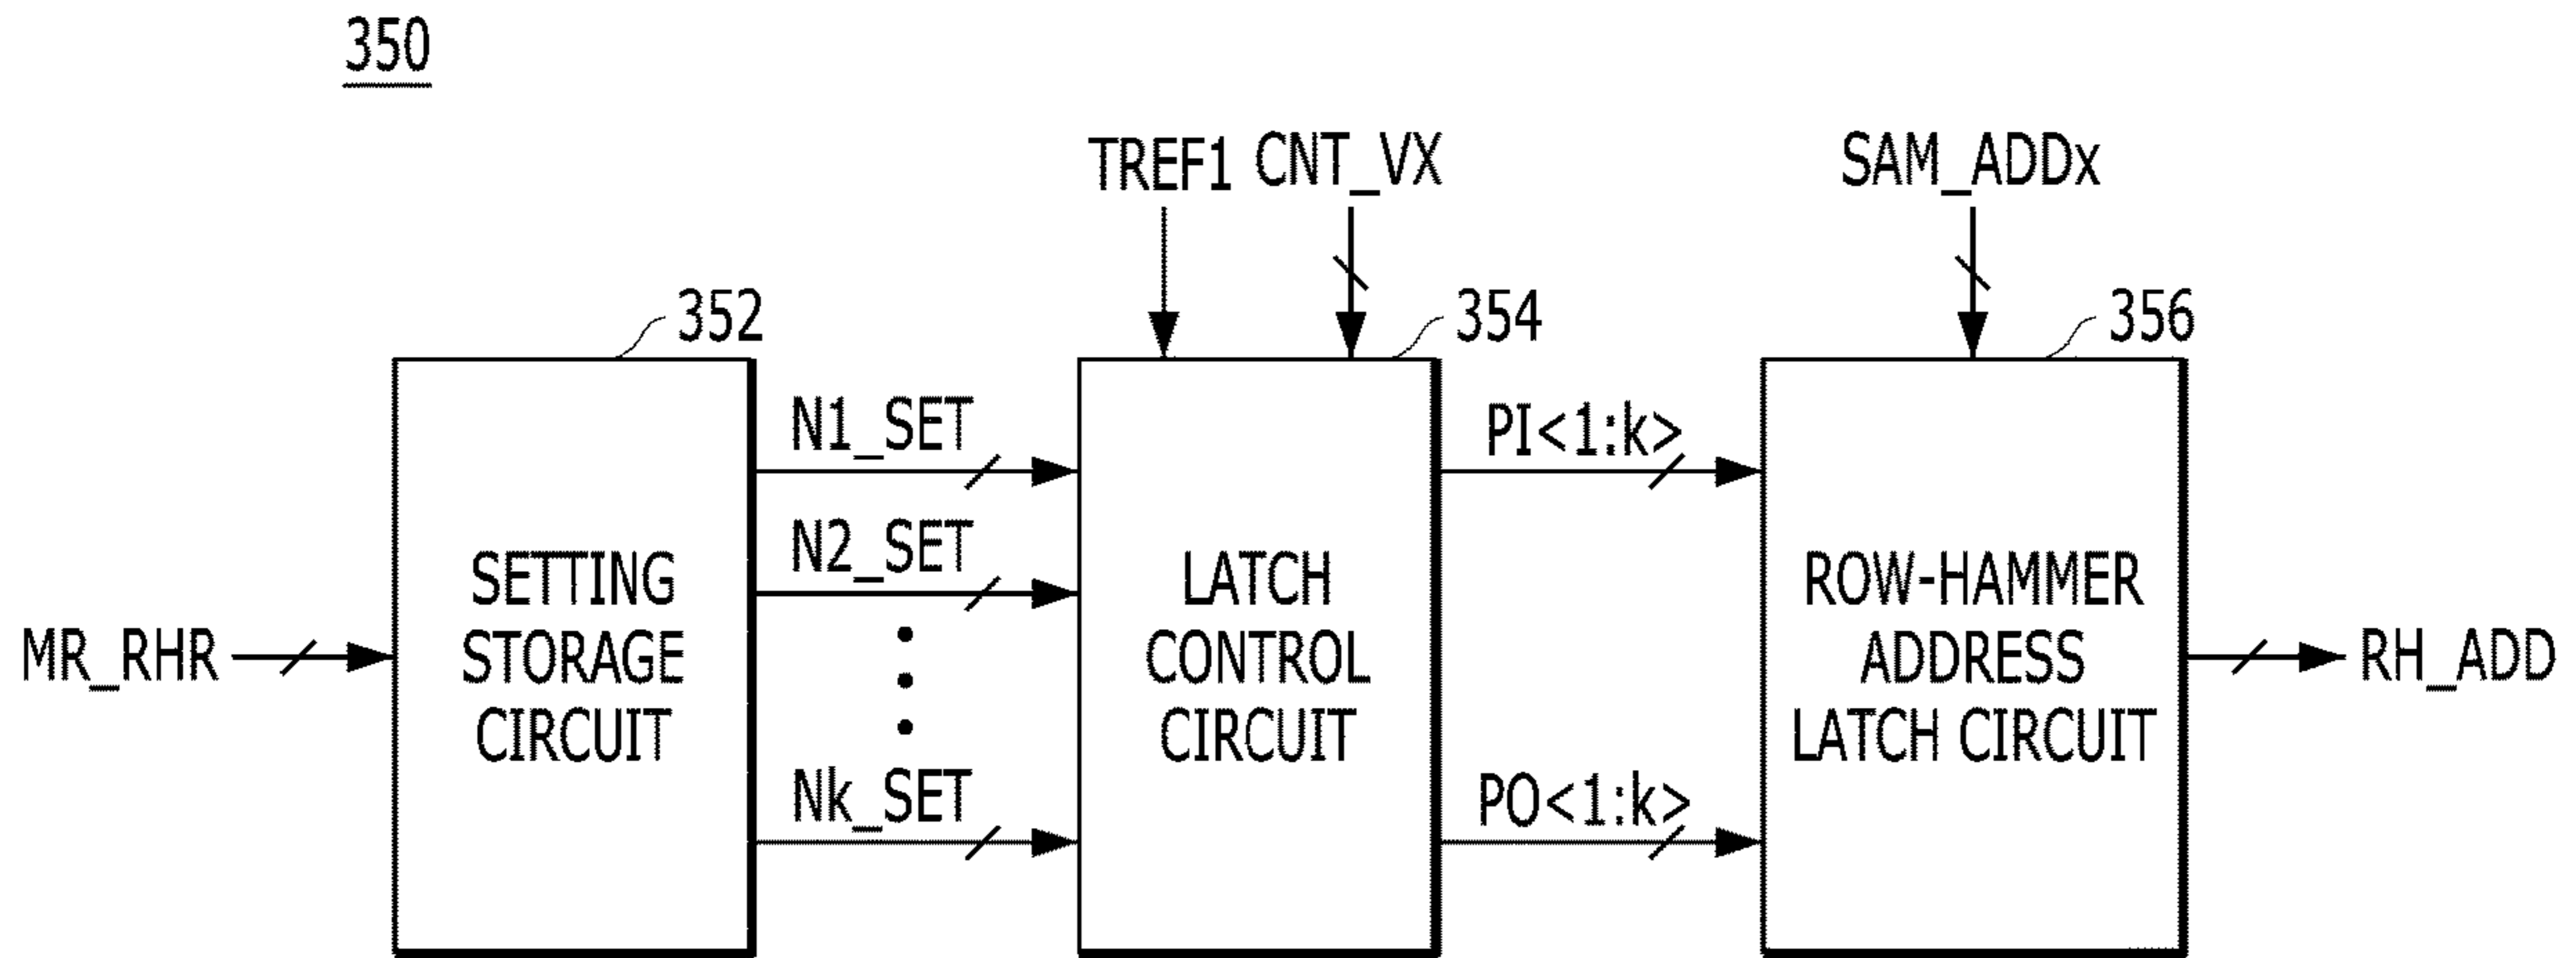 350
TREF1 CNT_VX SAM_ADDx
352 354 356
MR_RHR
SETTING
STORAGE
CIRCUIT
N1_SET
N2_SET
Nk_SET
LATCH
CONTROL
CIRCUIT
PI<1:k>
PO<1:k>
ROW-HAMMER
ADDRESS
LATCH CIRCUIT
RH_ADD